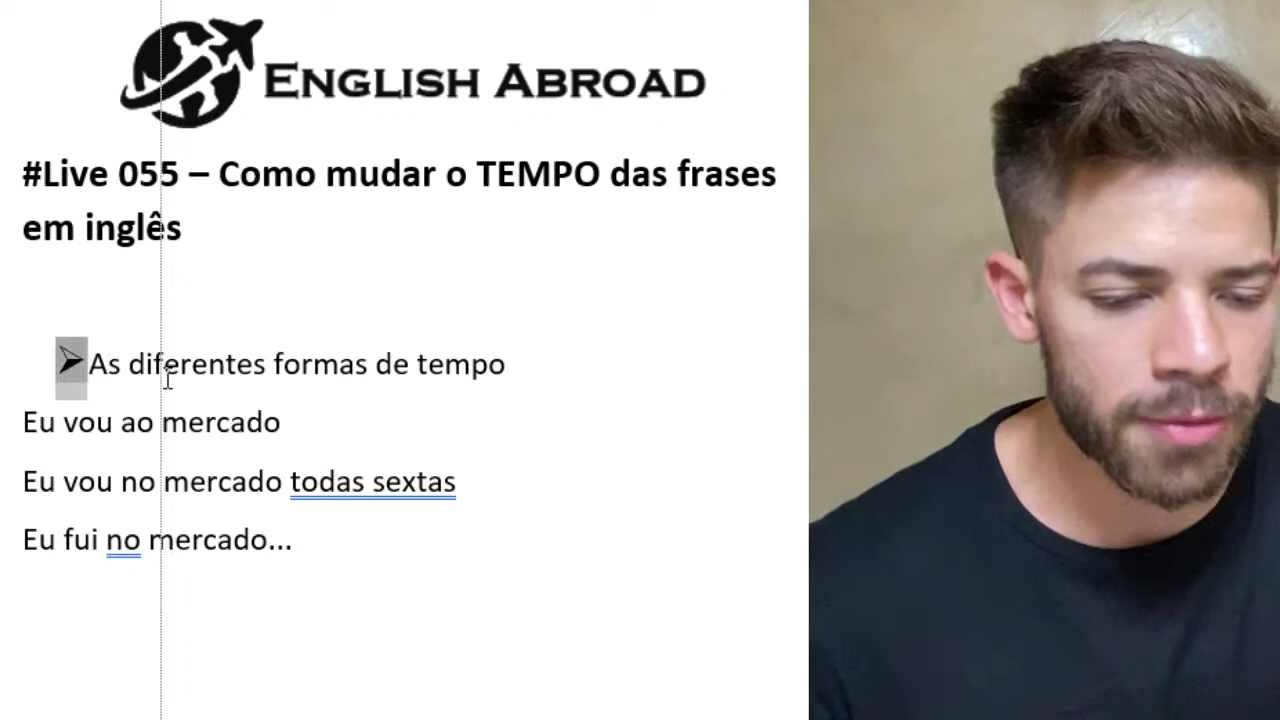 ENGLISH ABROAD
#Live 055 – Como mudar o TEMPO das frases
em inglês
As diferentes formas de tempo
Eu vou ao mercado
Eu vou no mercado todas sextas
Eu fui no mercado...